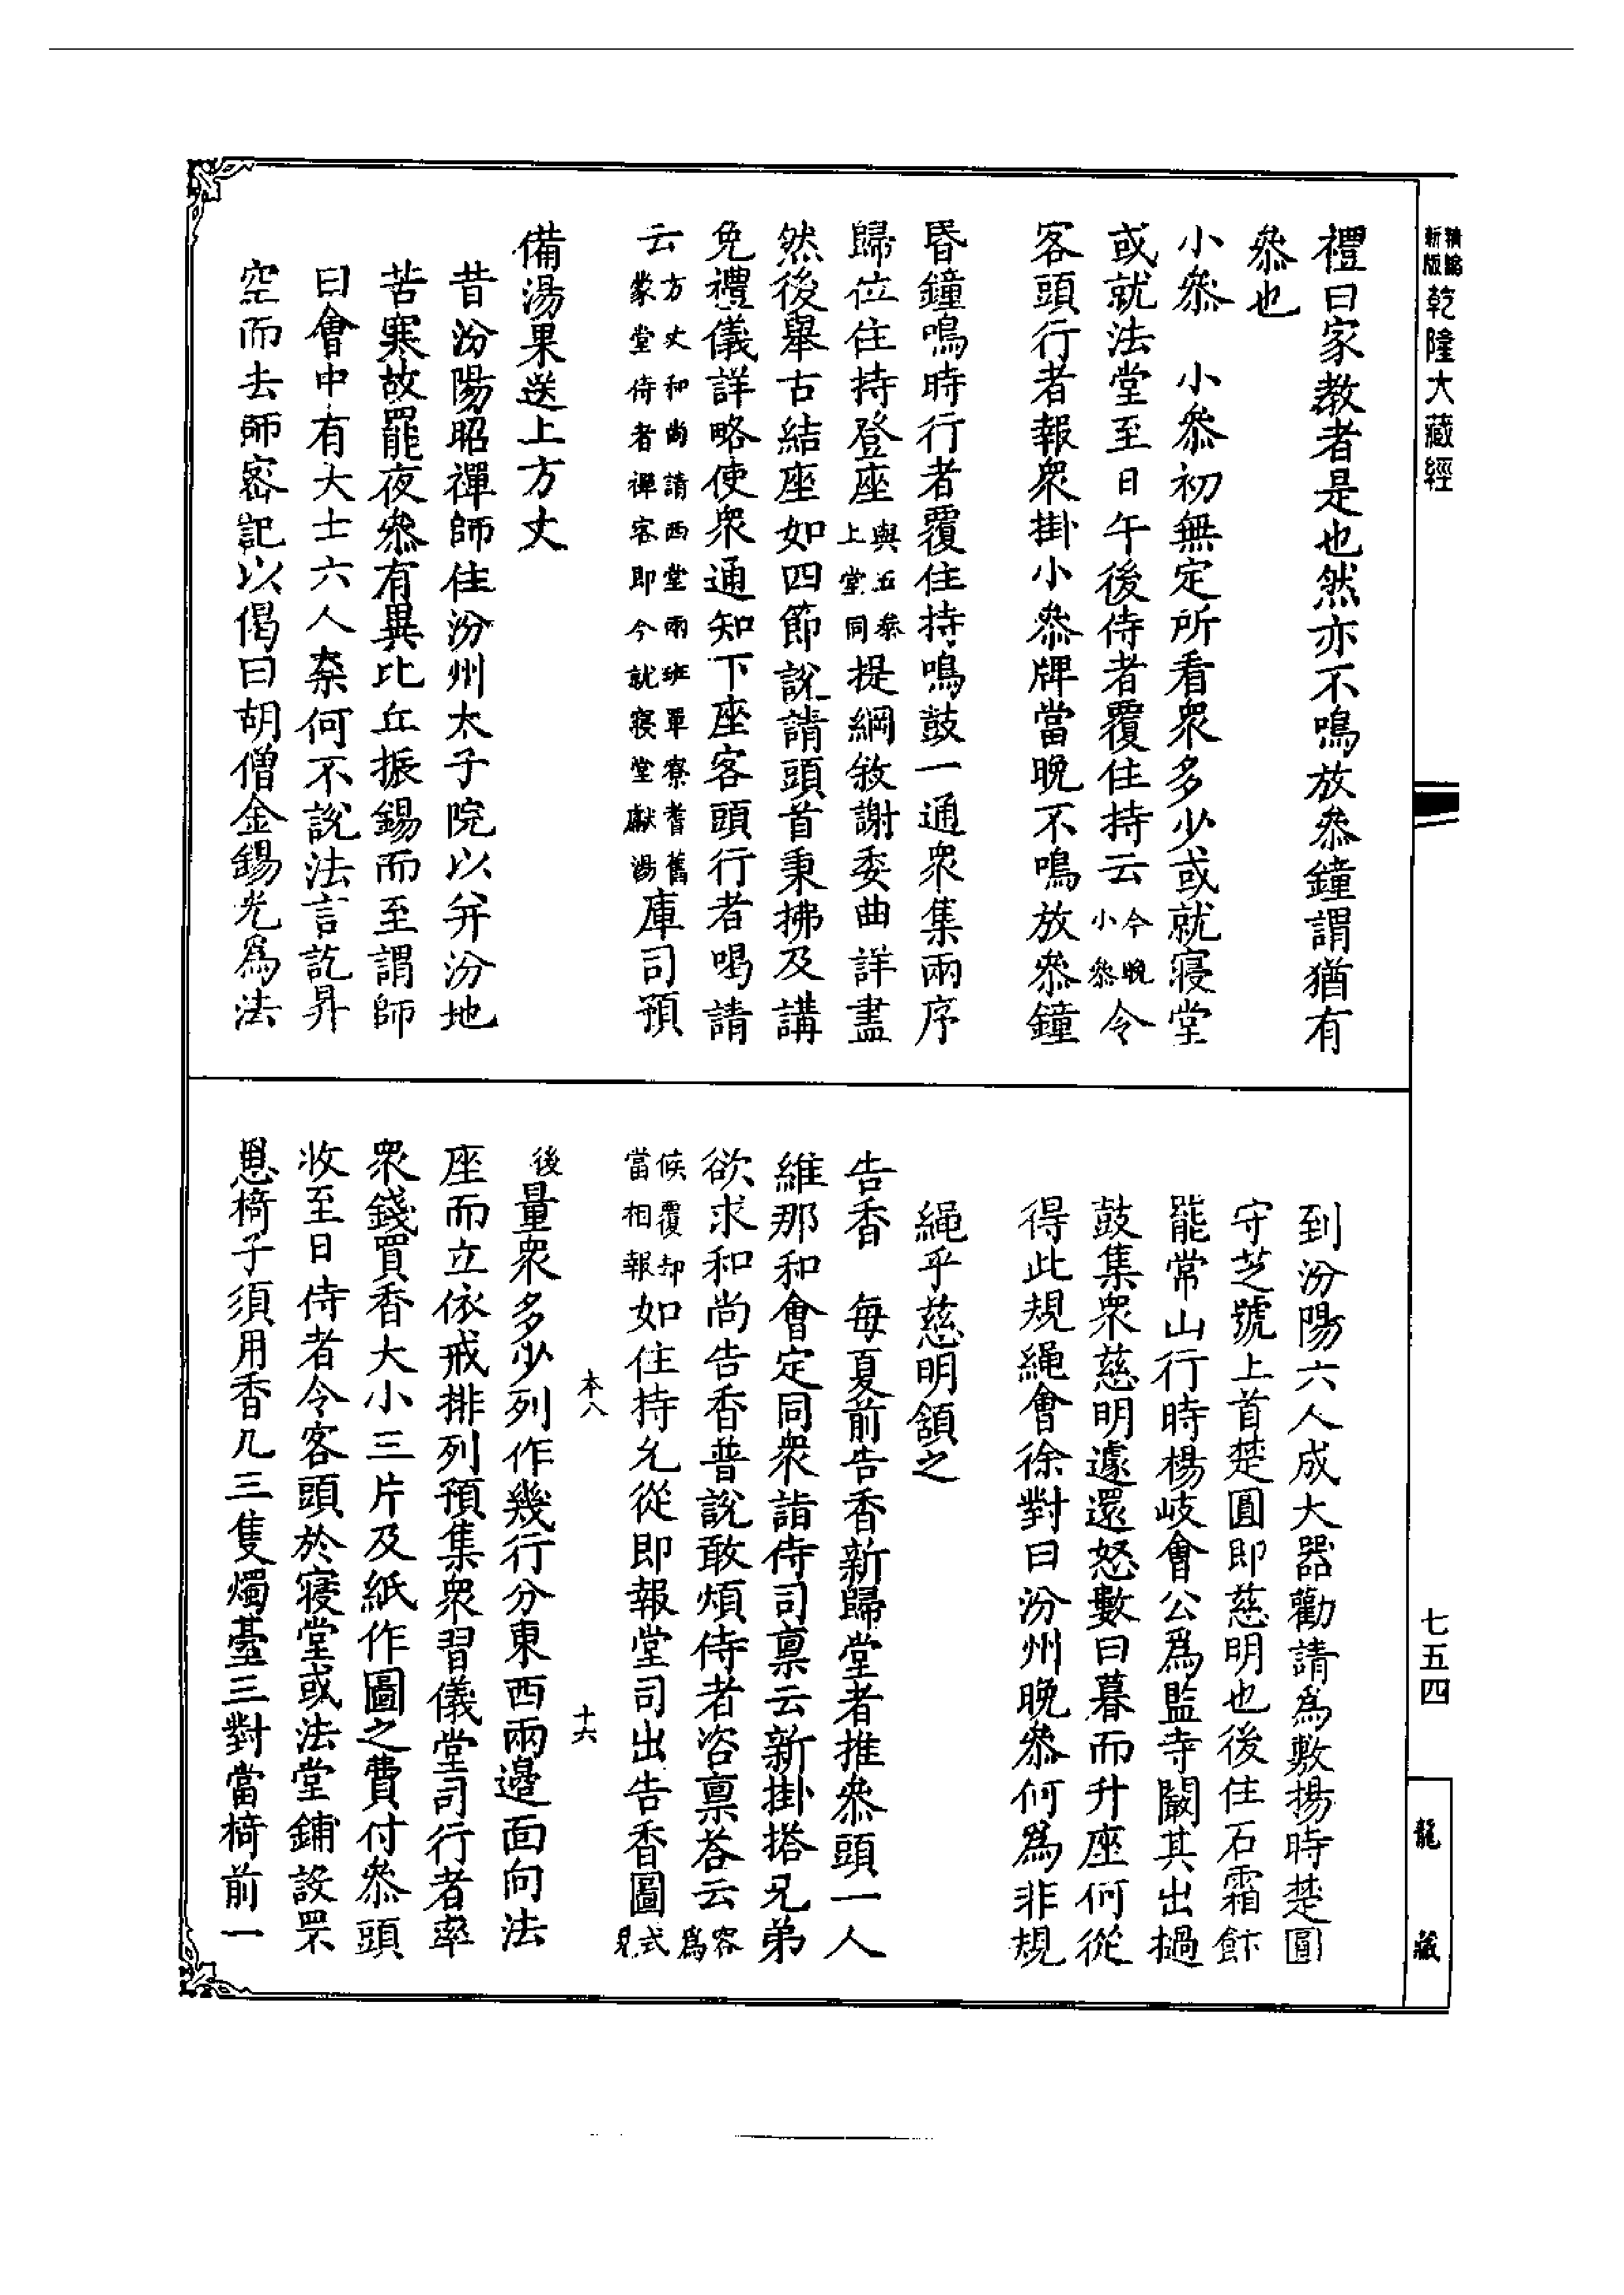 精縮新版乾隆大藏經
禮曰家教者是也然亦不鳴放叅鐘謂猶有
叅也
小叅　小叅初無定所看衆多少或就寢堂
或就法堂至日午後侍者覆住持云今晚小叅令
客頭行者報衆掛小叅牌當晚不鳴放叅鐘
昏鐘鳴時行者覆住持鳴鼓一通衆集兩序
歸位住持登座與五叅上堂同提綱敘謝委曲詳盡
然後舉古結座如四節說請頭首秉拂及講
免禮儀詳略使衆通知下座客頭行者喝請
云方丈和尚請西堂兩班單寮耆舊蒙堂侍者禪客即今就寢堂獻湯庫司預
備湯果送上方丈
昔汾陽昭禪師住汾州太子院以并汾地
苦寒故罷夜叅有異比丘振錫而至謂師
曰會中有大士六人柰何不說法言訖昇
空而去師密記以偈曰胡僧金錫光爲法
到汾陽六人成大器勸請爲敷揚時楚圓
守芝號上首楚圓即慈明也後住石霜飰
罷常山行時楊岐會公爲監寺闞其出撾
鼓集衆慈明遽還怒數曰暮而升座何從
得此規繩會徐對曰汾州晚叅何爲非規
繩乎慈明頷之
告香　每夏前告香新歸堂者推叅頭一人
維那和會定同衆詣侍司禀云新掛搭兄弟
欲求和尚告香普說敢煩侍者咨禀荅云容爲
候覆却當相報如住持允從即報堂司出告香圖式見
本八　十六
後量衆多少列作幾行分東西兩邊面向法
座而立依戒排列預集衆習儀堂司行者率
衆錢買香大小三片及紙作圖之費付叅頭
收至日侍者令客頭於寢堂或法堂鋪設罘
罳椅子須用香几三隻燭臺三對當椅前一
七五四
龍藏